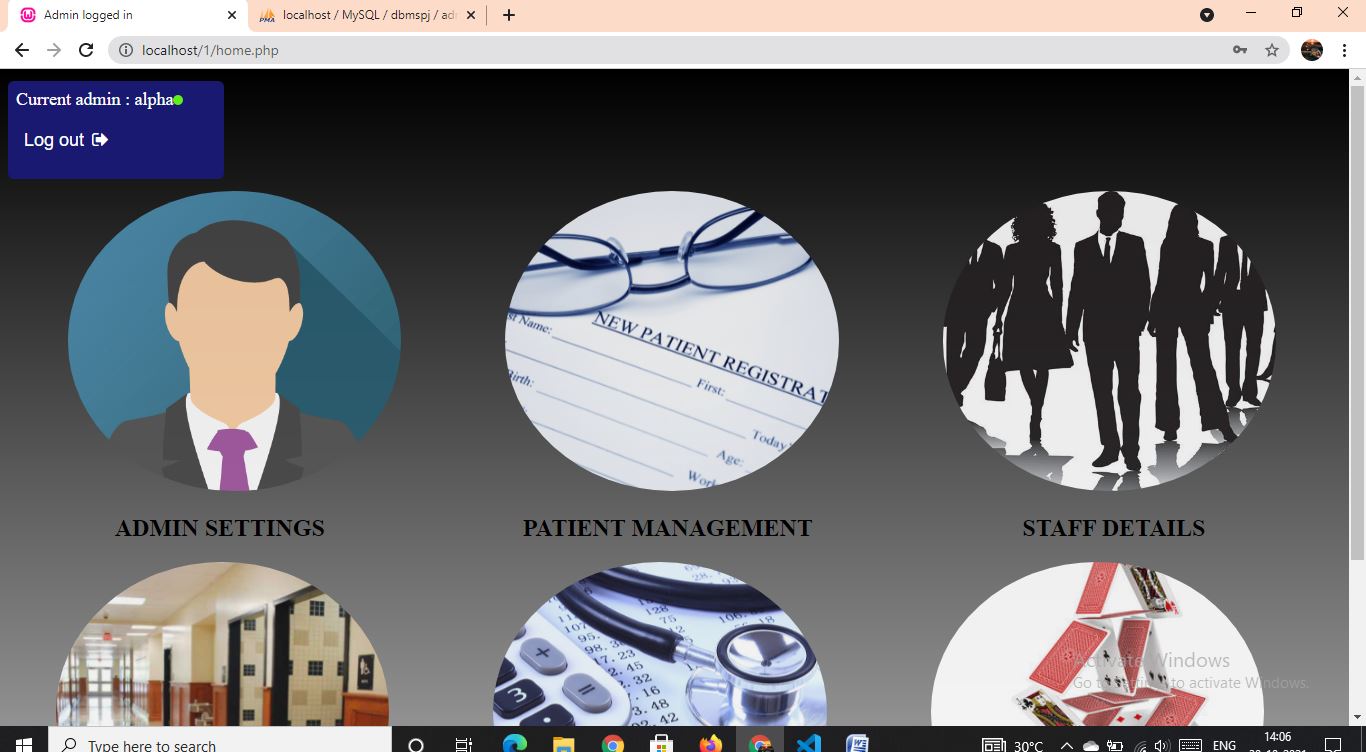 Admin logged in
localhost / MySQL / dbmspj / adm
localhost/1/home.php
Current admin : alpha
Log out
NEW PATIENT REGISTRAT
st Name:
First:
Birth:
Today'
Age:
Work
ADMIN SETTINGS
PATIENT MANAGEMENT
STAFF DETAILS
Activate Windows
Go to Settings to activate Windows.
Type here to search
30°C
ENG
14:06